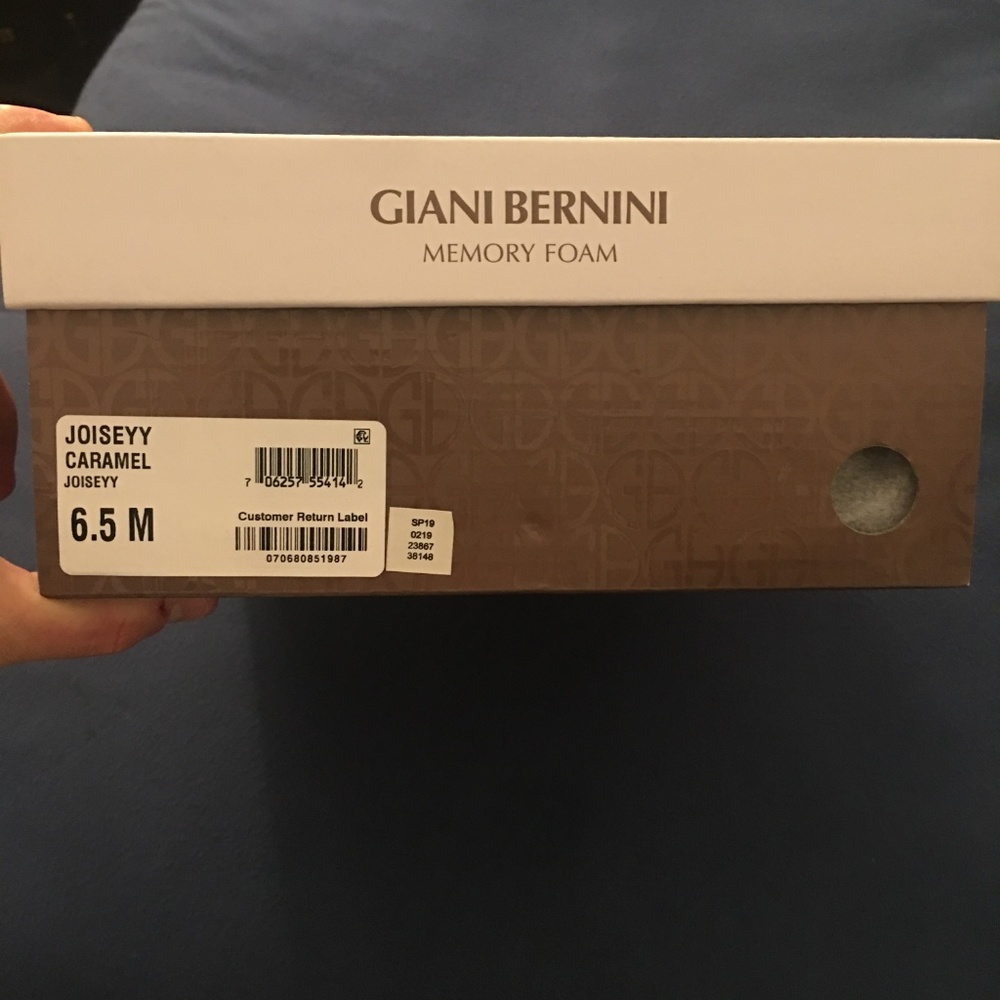 GIANI BERNINI
MEMORY FOAM
JOISEYY
CARAMEL
JOISEYY
6.5 M
7 06257 55414 2
Customer Return Label
070680851987
SP19
0219
23867
38148